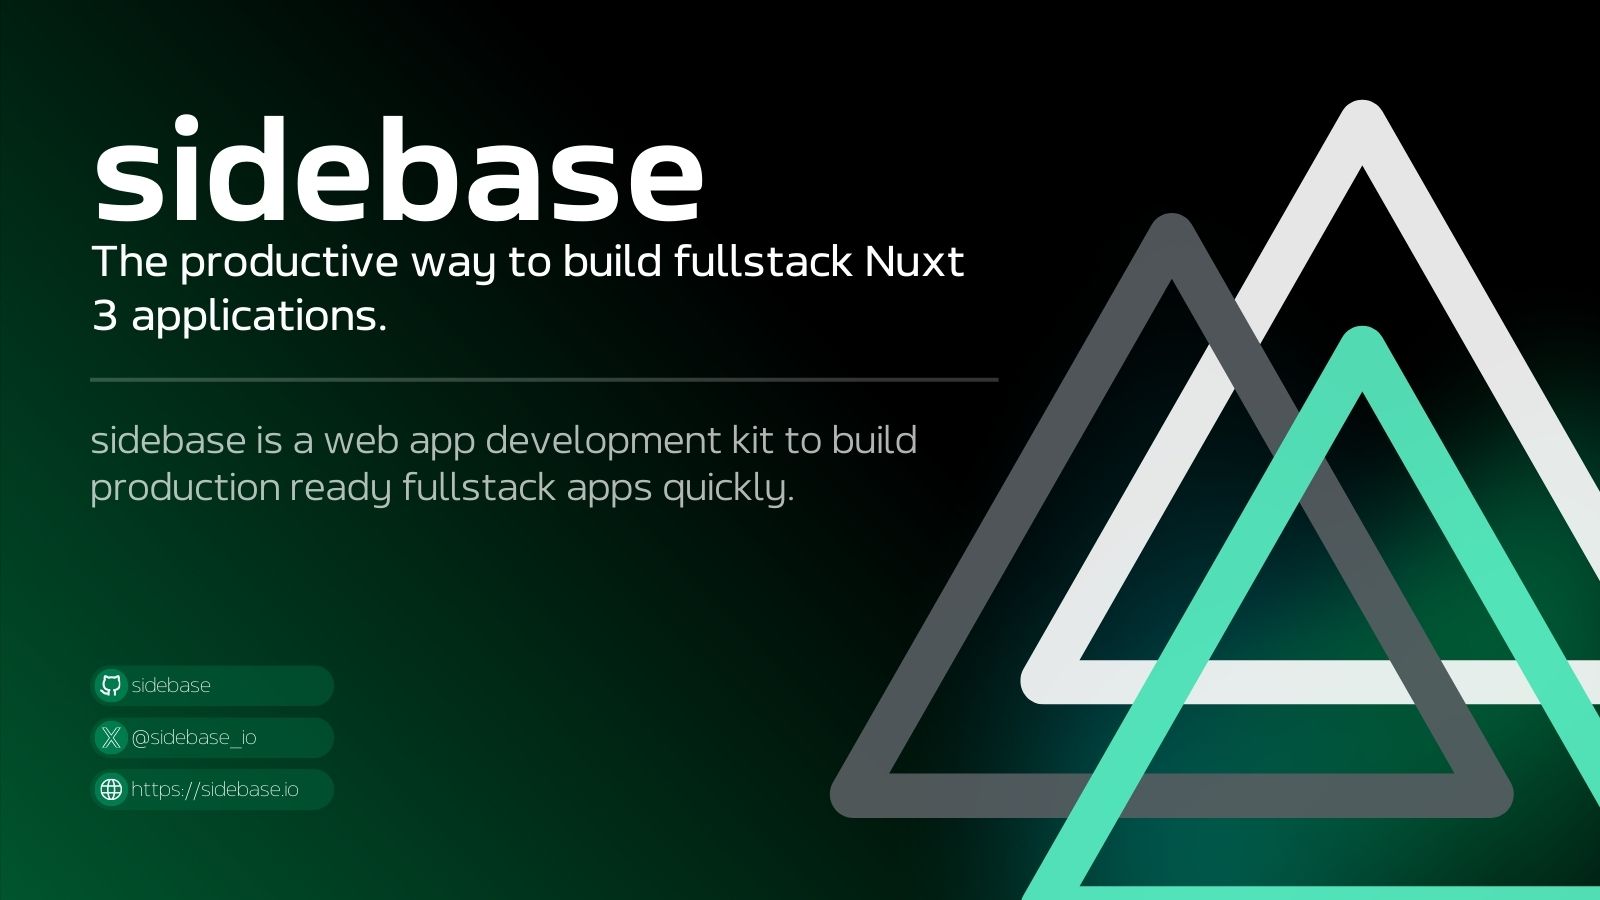 sidebase
The productive way to build fullstack Nuxt
3 applications.
sidebase is a web app development kit to build
production ready fullstack apps quickly.
sidebase
@sidebase_io
https://sidebase.io